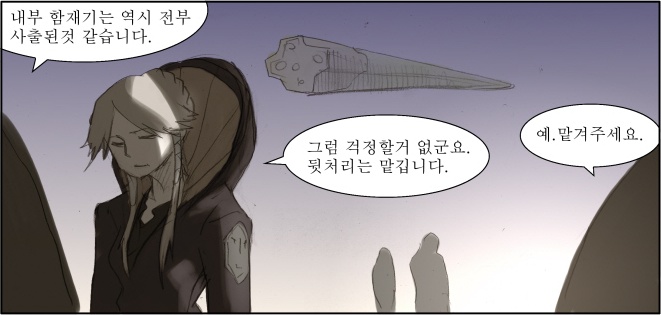 내부 함재기는 역시 전부
사출된것 같습니다.
그럼 걱정할거 없군요.
뒷처리는 맡깁니다.
예.맡겨주세요.